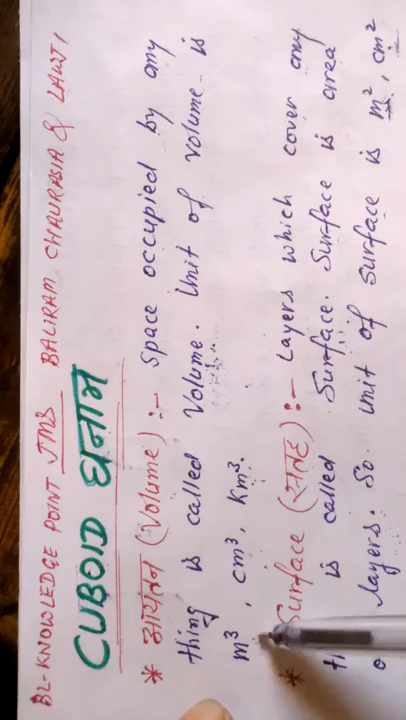 BL-KNOWLEDGE POINT JMS BALIRAM CHAURASIA & LAWT,
CUBOID घनाभ
* आयतन (Volume) :- Space occupied by any
thing is called Volume. Unit of volume is
m³, cm³, Km³.
* Surface (सतह) :- Layers which cover any
is called Surface. Surface is area
layers. So unit of surface is m², cm²